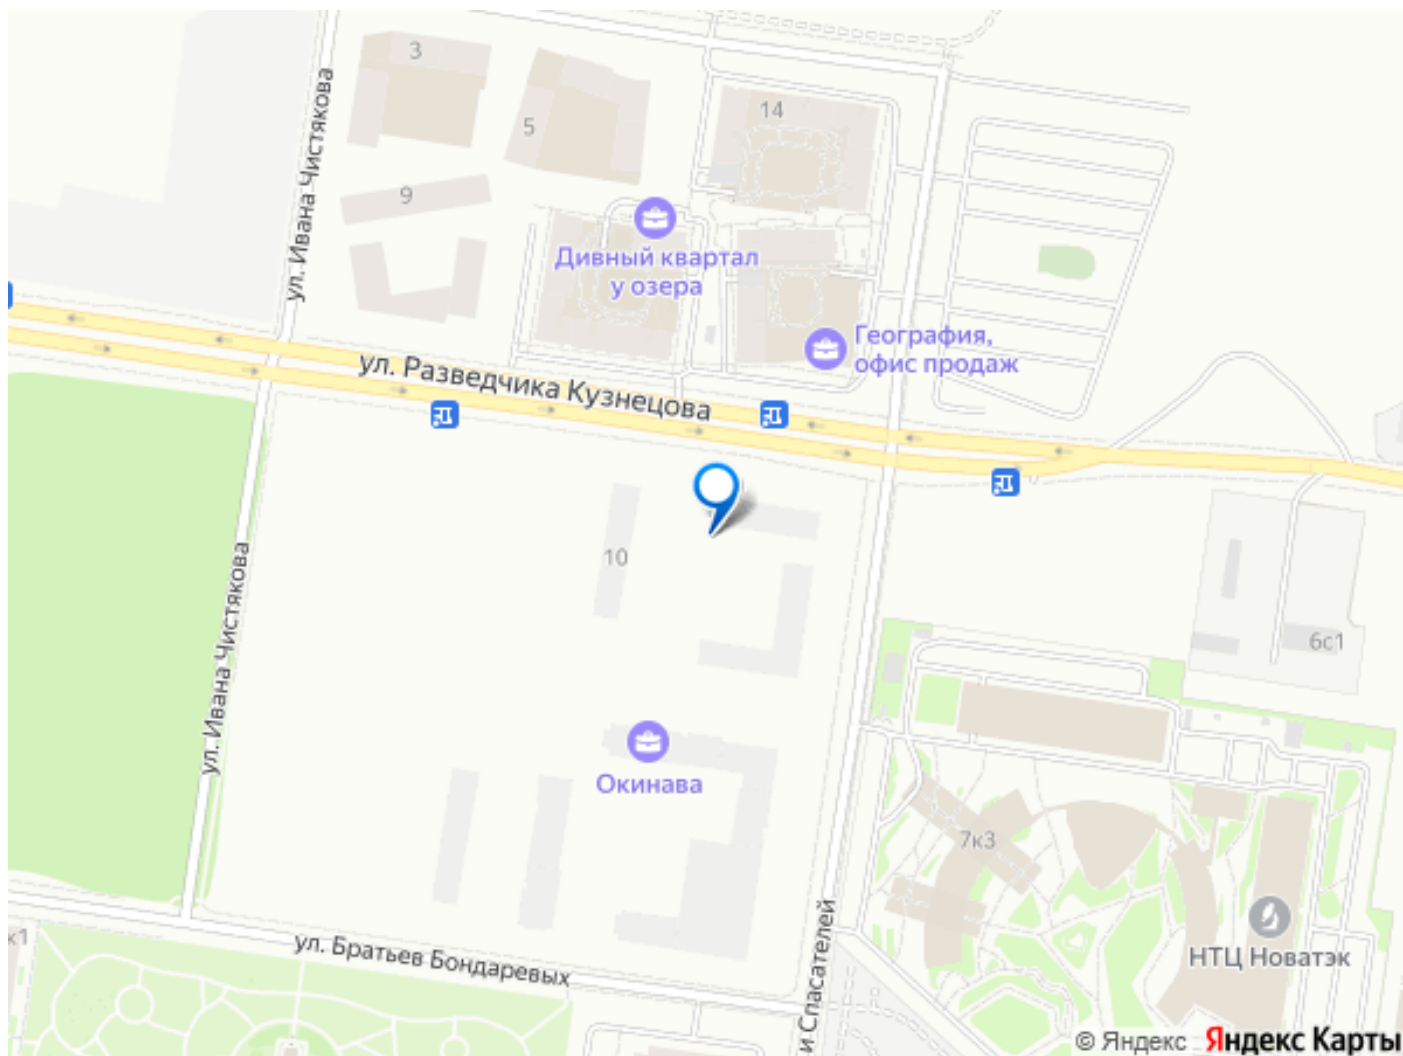 3
5
14
ул. Ивана Чистякова
9
Дивный квартал
у озера
География,
офис продаж
ул. Разведчика Кузнецова
10
6с1
ул. Ивана Чистякова
Окинава
7к3
НТЦ Новатэк
к1
ул. Братьев Бондаревых
и Спасателей
© Яндекс Яндекс Карты